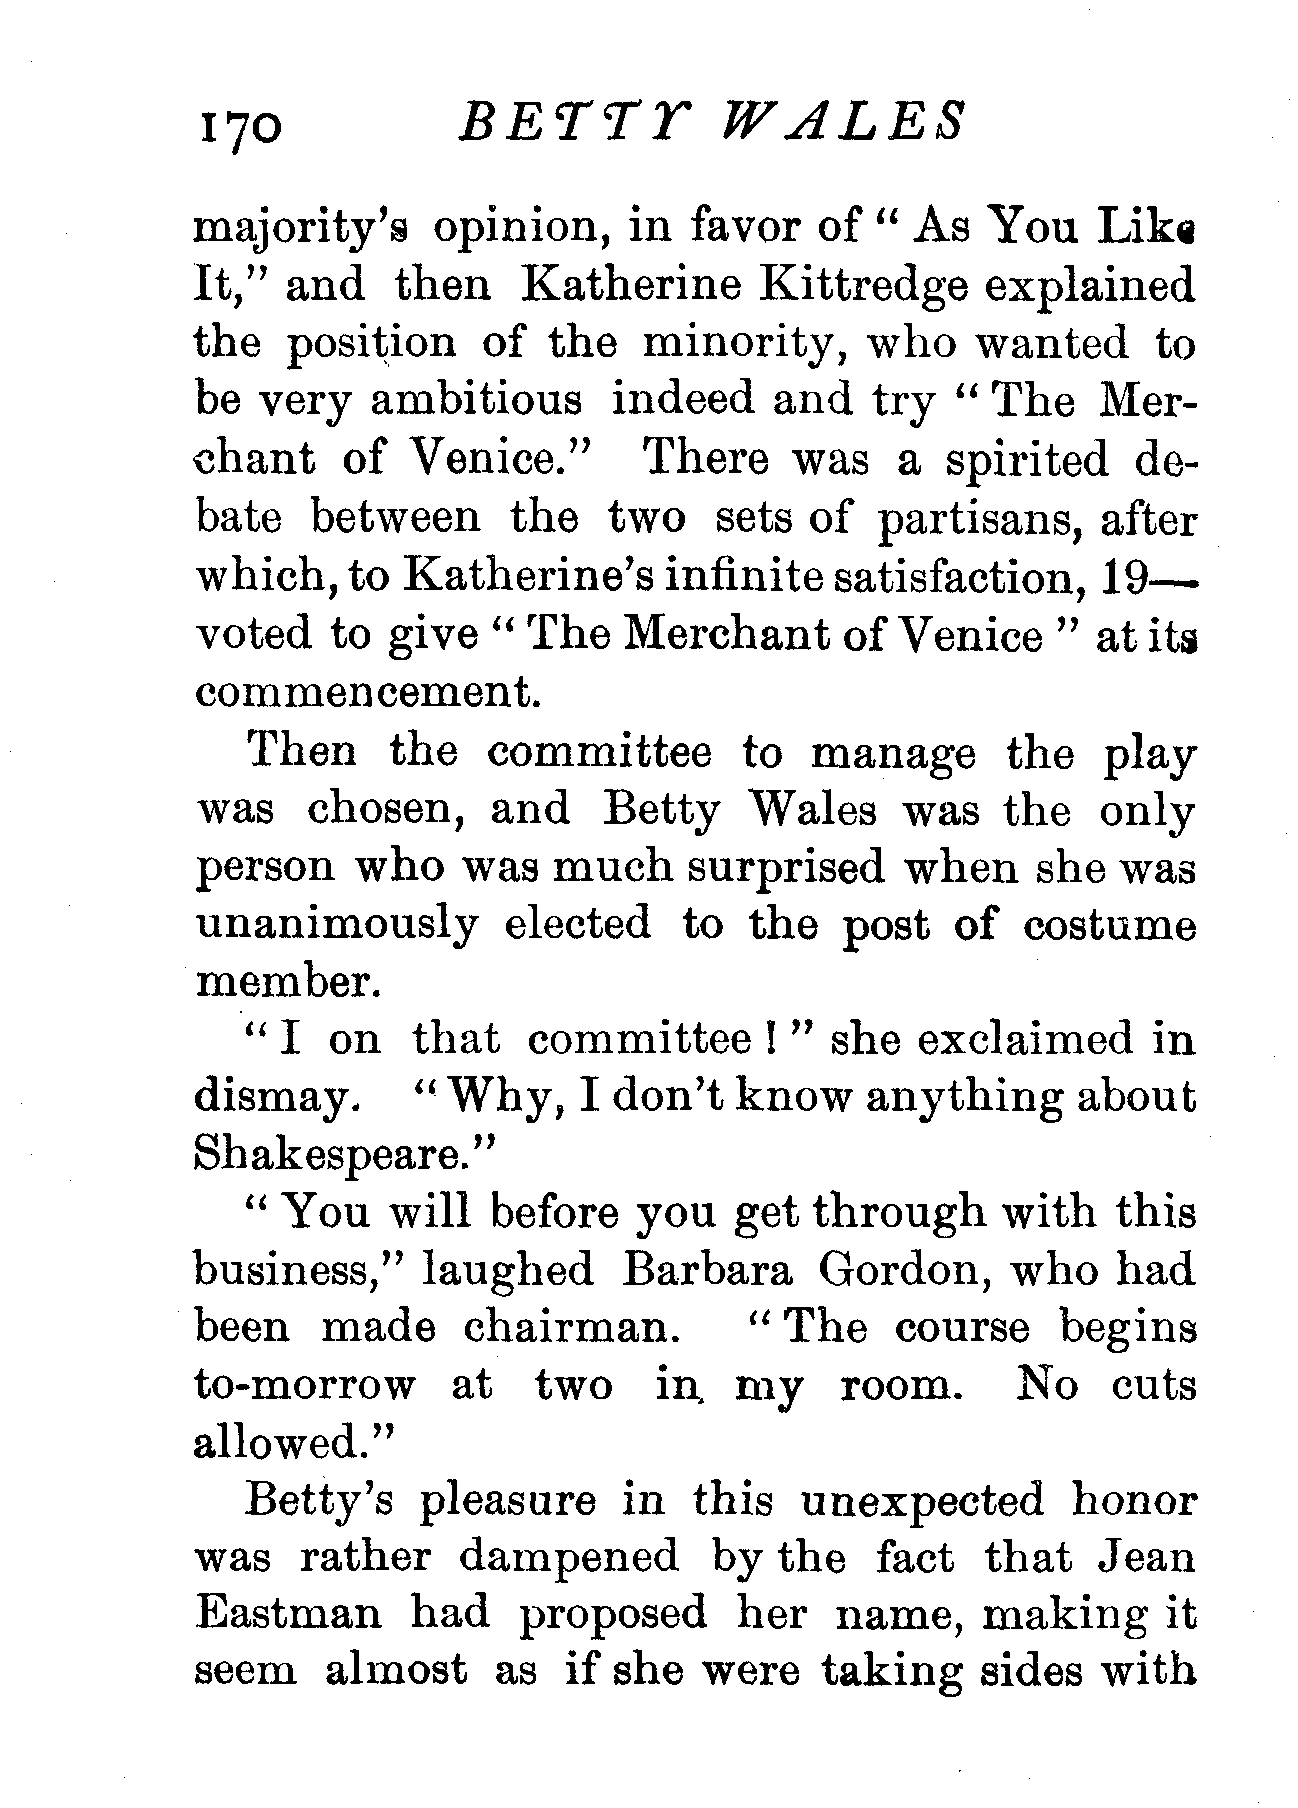 170 BETTY WALES
majority's opinion, in favor of “ As You Like
It,” and then Katherine Kittredge explained
the position of the minority, who wanted to
be very ambitious indeed and try “ The Mer-
chant of Venice.” There was a spirited de-
bate between the two sets of partisans, after
which, to Katherine's infinite satisfaction, 19—
voted to give “ The Merchant of Venice ” at its
commencement.
Then the committee to manage the play
was chosen, and Betty Wales was the only
person who was much surprised when she was
unanimously elected to the post of costume
member.
“ I on that committee ! ” she exclaimed in
dismay. “ Why, I don't know anything about
Shakespeare.”
“ You will before you get through with this
business,” laughed Barbara Gordon, who had
been made chairman. “ The course begins
to-morrow at two in my room. No cuts
allowed.”
Betty's pleasure in this unexpected honor
was rather dampened by the fact that Jean
Eastman had proposed her name, making it
seem almost as if she were taking sides with